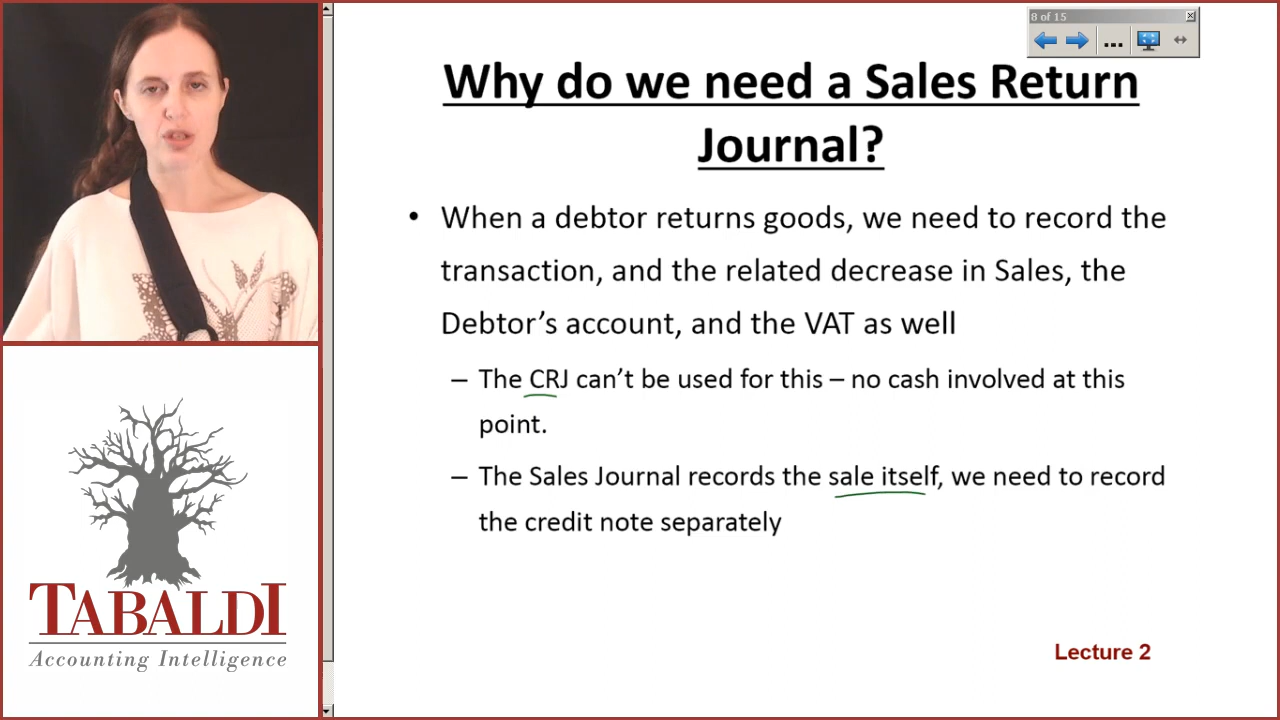 8 of 15
Why do we need a Sales Return
Journal?
• When a debtor returns goods, we need to record the
transaction, and the related decrease in Sales, the
Debtor’s account, and the VAT as well
– The CRJ can’t be used for this – no cash involved at this
point.
– The Sales Journal records the sale itself, we need to record
the credit note separately
TABALDI
Accounting Intelligence
Lecture 2